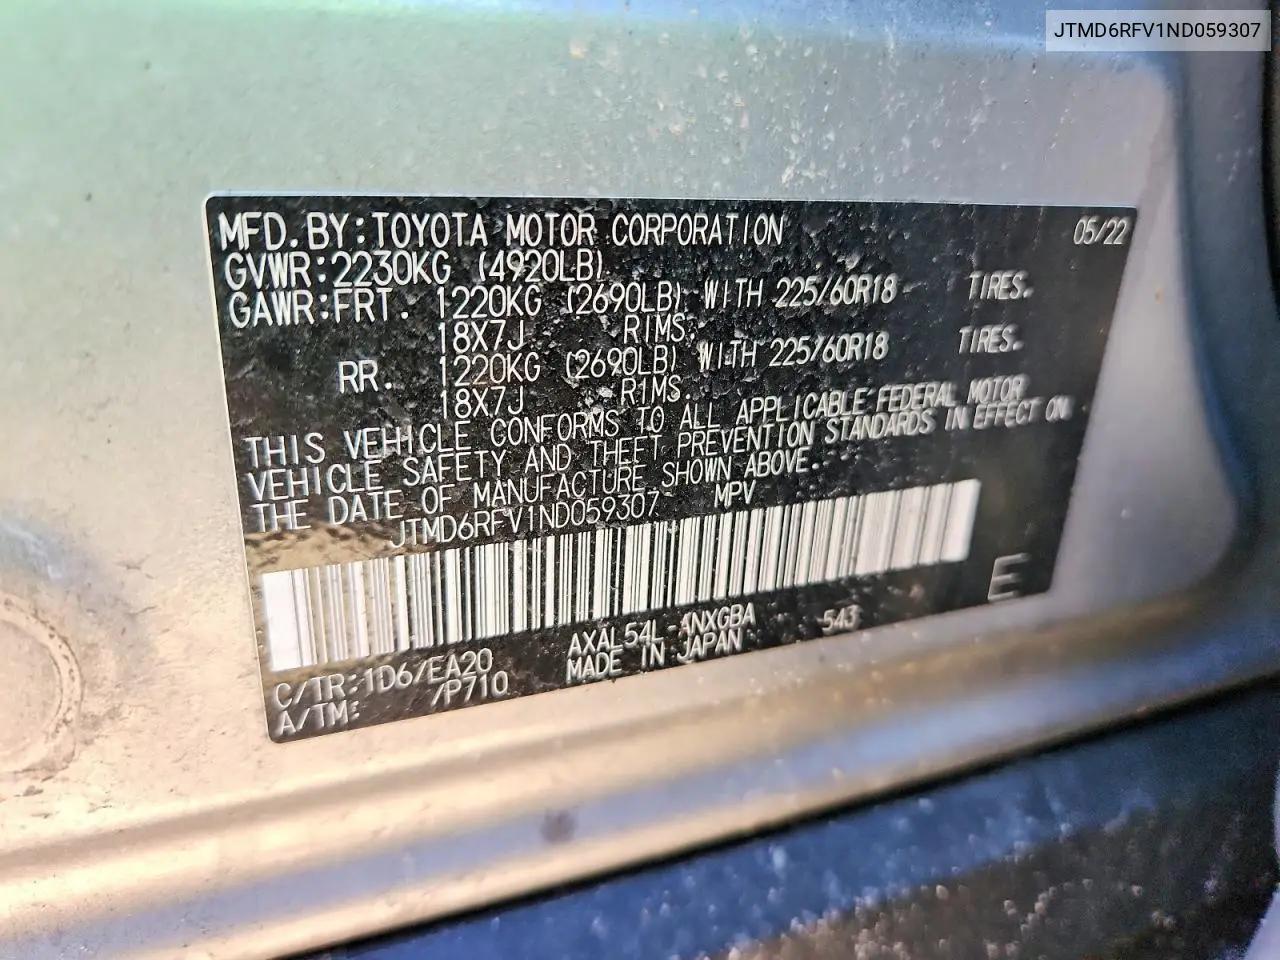 JTMD6RFV1ND059307
MFD. BY: TOYOTA MOTOR CORPORATION 05/22
GVWR: 2230KG (4920LB)
GAWR: FRT. 1220KG (2690LB) WITH 225/60R18 TIRES.
18X7J RIMS.
RR. 1220KG (2690LB) WITH 225/60R18 TIRES.
18X7J RIMS.
THIS VEHICLE CONFORMS TO ALL APPLICABLE FEDERAL MOTOR
VEHICLE SAFETY AND THEFT PREVENTION STANDARDS IN EFFECT ON
THE DATE OF MANUFACTURE SHOWN ABOVE.
JTMD6RFV1ND059307 MPV
E
C/TR: 1D6/EA20 AXAL54L-ANXGBA 543
A/TM: /P710 MADE IN JAPAN